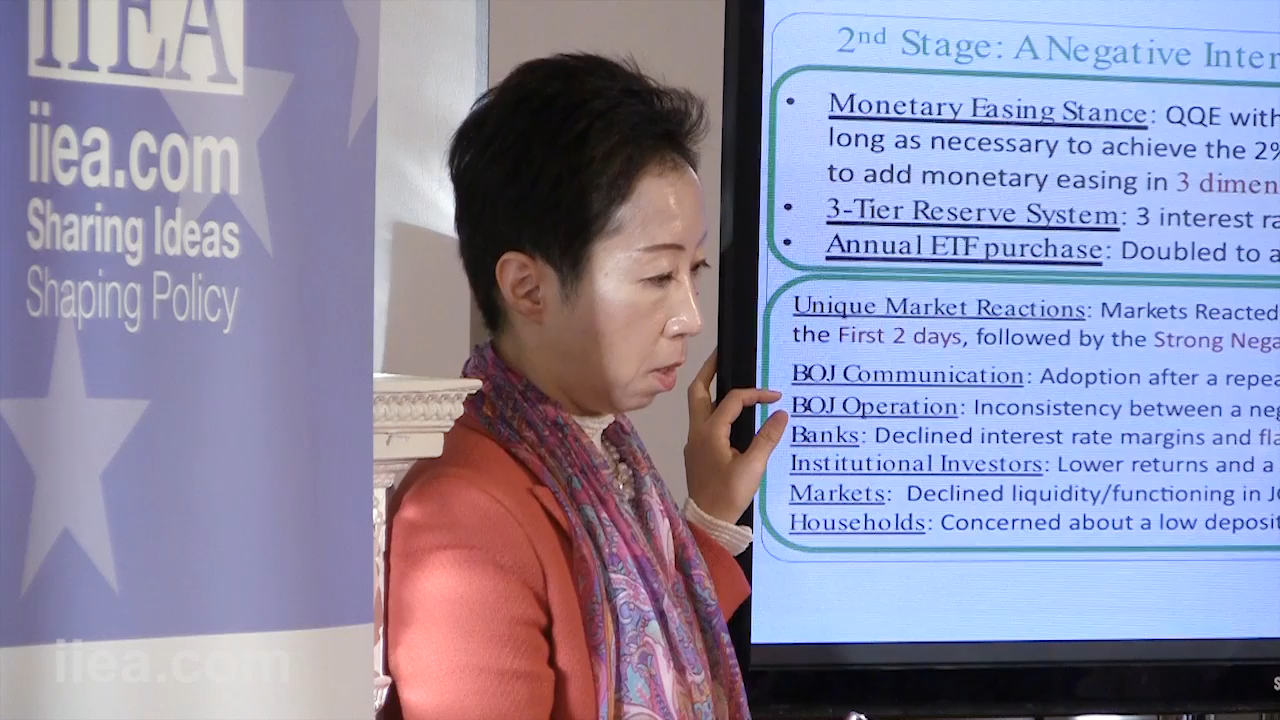 IIEA
iiea.com
Sharing Ideas
Shaping Policy
iiea.com
2nd Stage: A Negative Inter
• Monetary Easing Stance: QQE with
long as necessary to achieve the 2%
to add monetary easing in 3 dimen
• 3-Tier Reserve System: 3 interest ra
• Annual ETF purchase: Doubled to a
Unique Market Reactions: Markets Reacted
the First 2 days, followed by the Strong Nega
BOJ Communication: Adoption after a repea
BOJ Operation: Inconsistency between a neg
Banks: Declined interest rate margins and fla
Institutional Investors: Lower returns and a
Markets: Declined liquidity/functioning in J
Households: Concerned about a low deposit